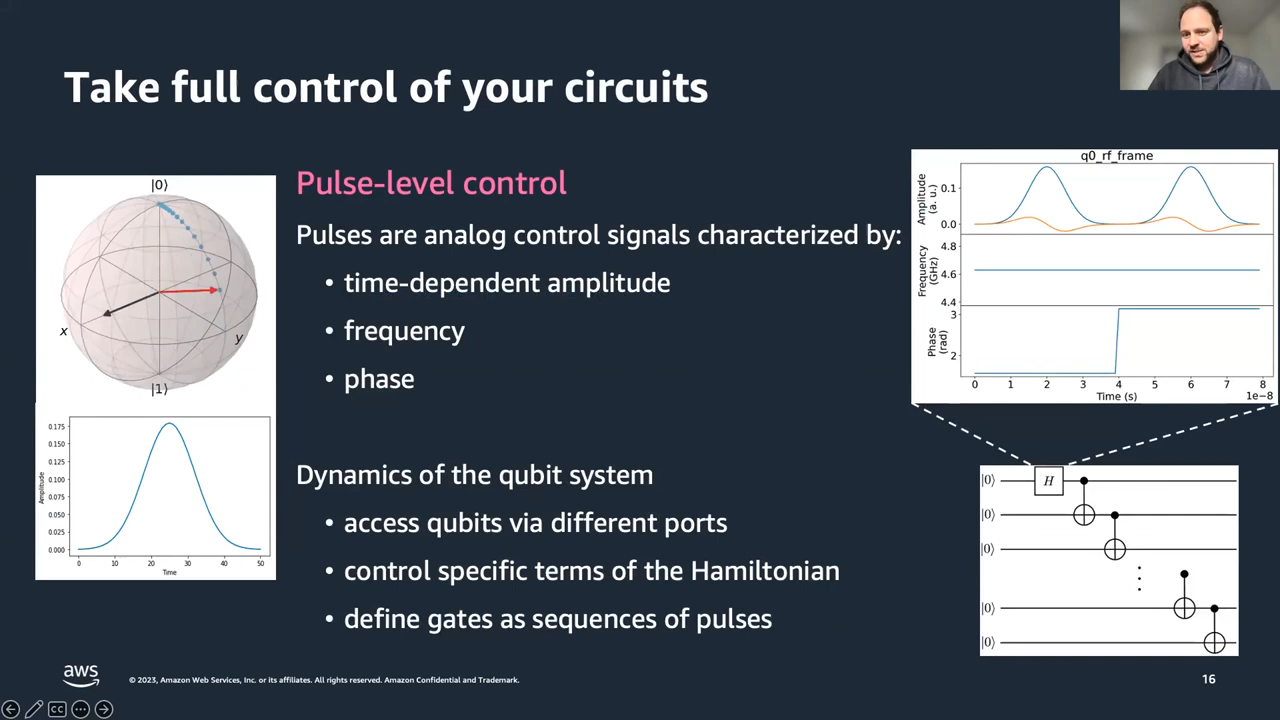 Take full control of your circuits
|0⟩
x
y
|1⟩
Amplitude
0.175
0.150
0.125
0.100
0.075
0.050
0.025
0.000
0 10 20 30 40 50
Time
Pulse-level control
Pulses are analog control signals characterized by:
• time-dependent amplitude
• frequency
• phase
Dynamics of the qubit system
• access qubits via different ports
• control specific terms of the Hamiltonian
• define gates as sequences of pulses
q0_rf_frame
Amplitude
(a. u.)
0.1
0.0
Frequency
(GHz)
4.8
4.6
4.4
Phase
(rad)
3
2
0 1 2 3 4 5 6 7 8
Time (s)
1e−8
|0⟩
H
|0⟩
|0⟩
|0⟩
|0⟩
aws
© 2023, Amazon Web Services, Inc. or its affiliates. All rights reserved. Amazon Confidential and Trademark.
16
CC